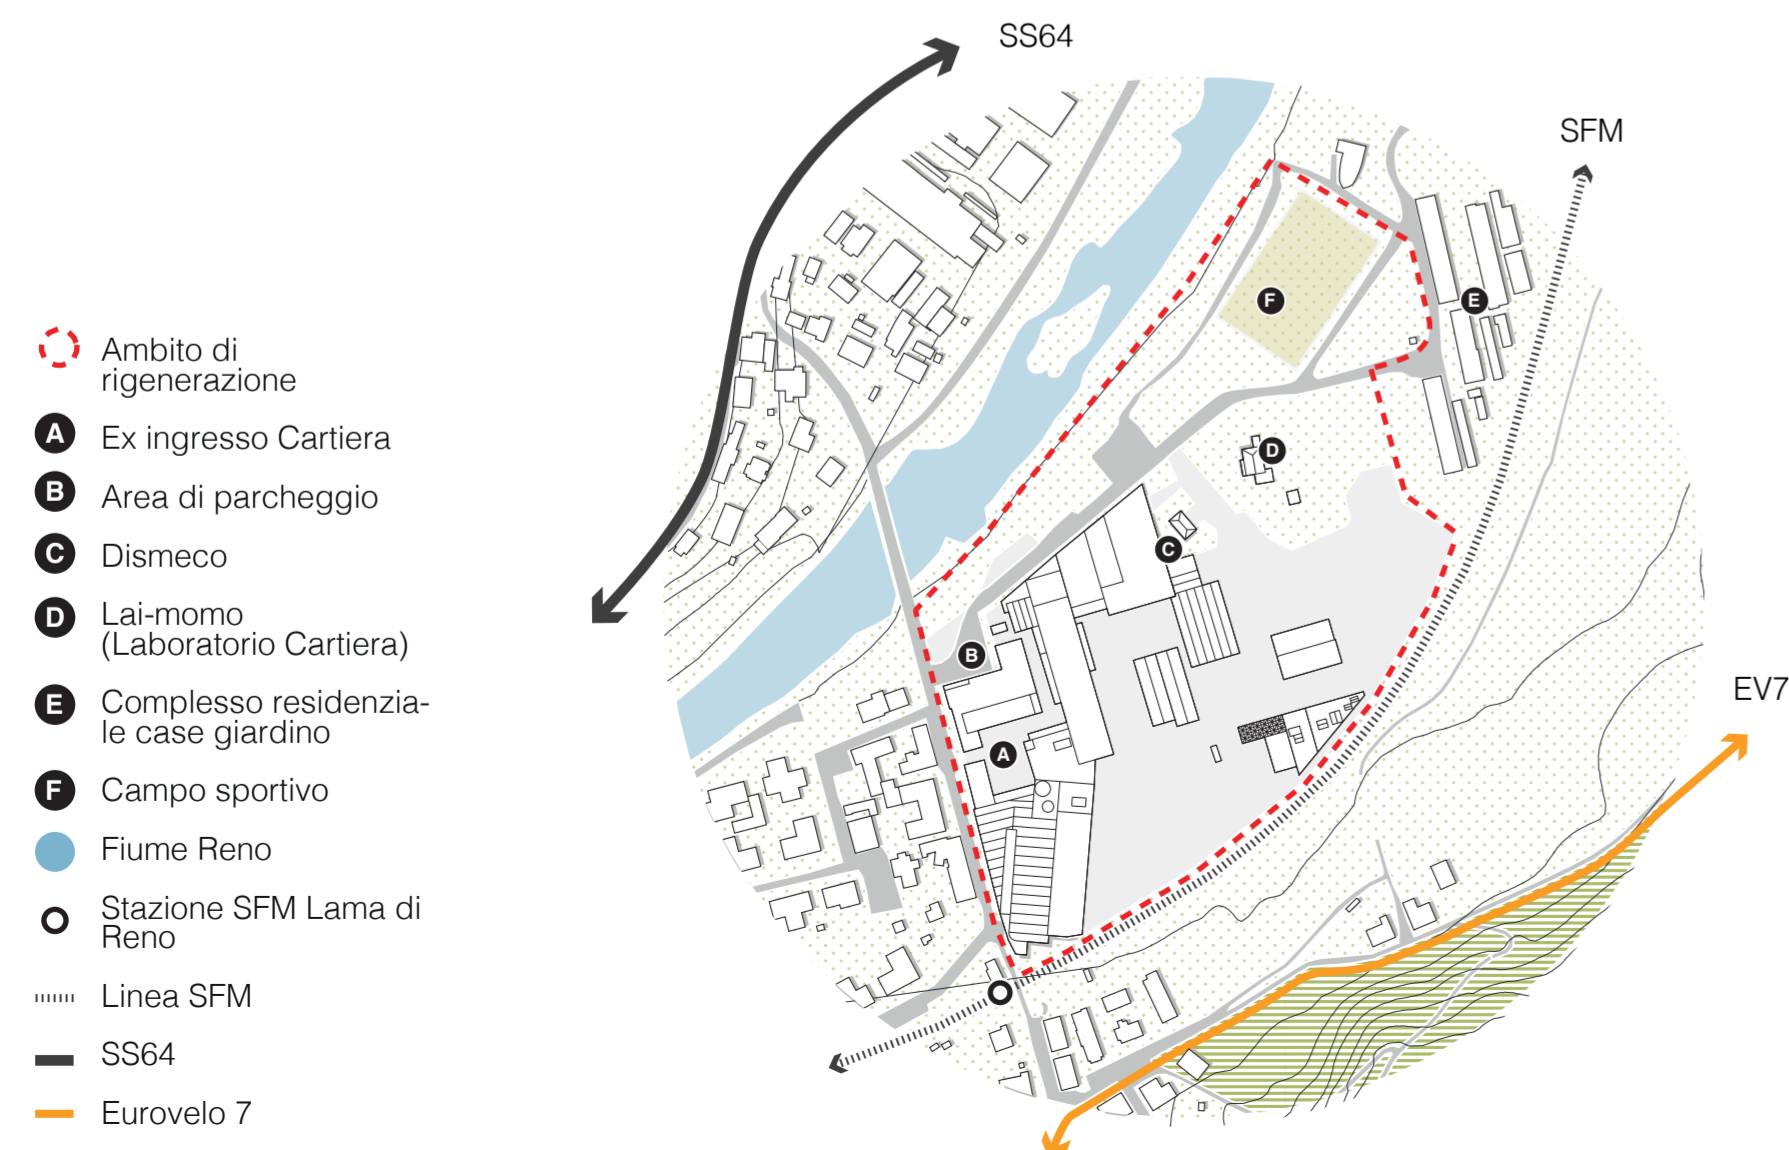 SS64
SFM
EV7
F
E
D
C
B
A
Ambito di
rigenerazione
A Ex ingresso Cartiera
B Area di parcheggio
C Dismeco
D Lai-momo
(Laboratorio Cartiera)
E Complesso residenzia-
le case giardino
F Campo sportivo
Fiume Reno
Stazione SFM Lama di
Reno
Linea SFM
SS64
Eurovelo 7